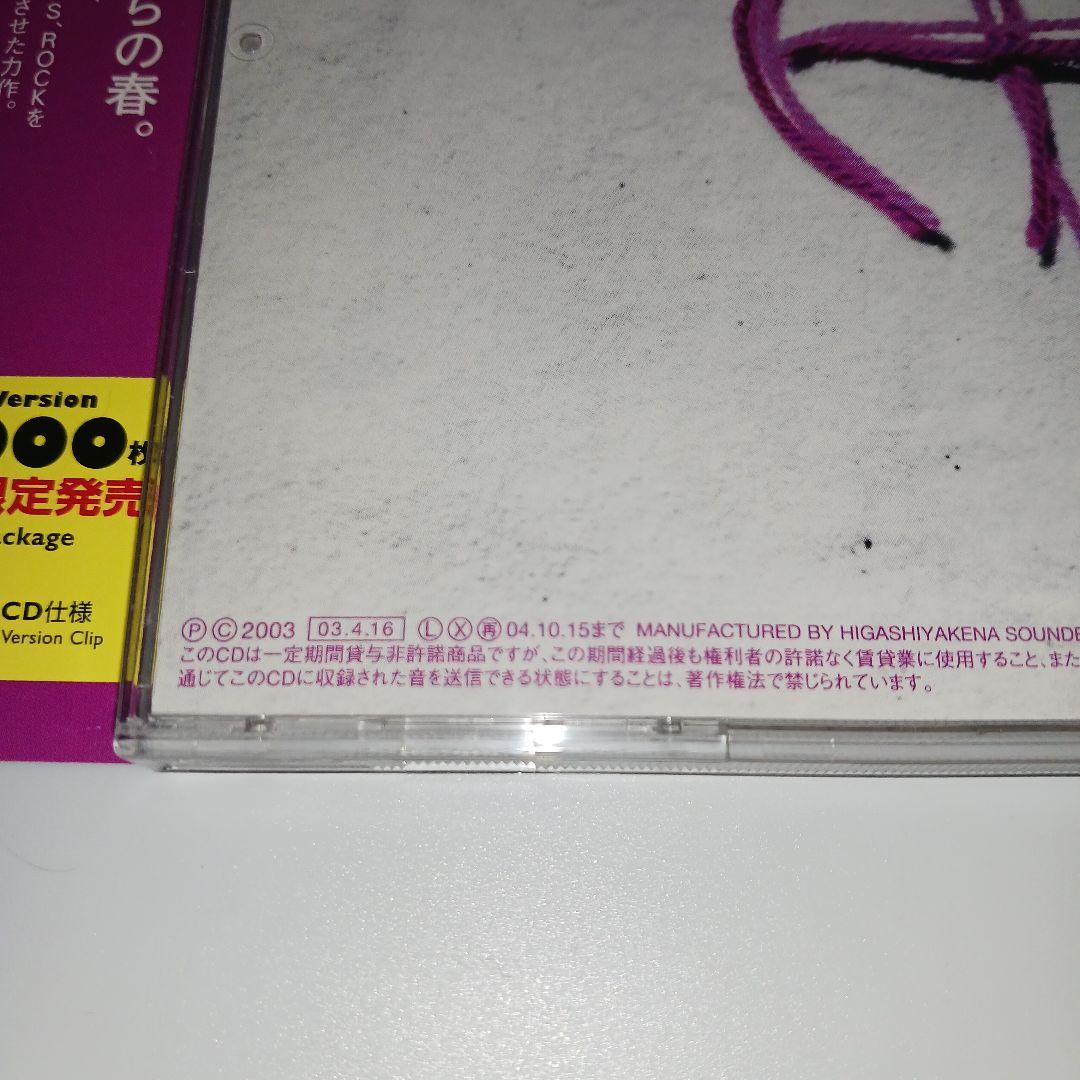 ちの春。
S、ROCKを
させた力作。
Version
000枚
限定発売
ackage
CD仕様
Version Clip
Ⓟ Ⓒ 2003 03.4.16 Ⓛ Ⓧ 再 04.10.15まで MANUFACTURED BY HIGASHIYAKENA SOUNDE
このCDは一定期間貸与非許諾商品ですが、この期間経過後も権利者の許諾なく賃貸業に使用すること、また
通じてこのCDに収録された音を送信できる状態にすることは、著作権法で禁じられています。